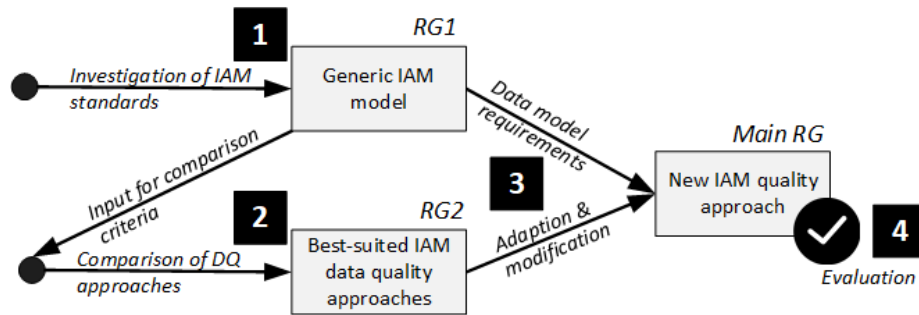 1
RG1
Investigation of IAM
standards
Generic IAM
model
Data model
requirements
Main RG
Input for comparison
criteria
New IAM quality
approach
2
RG2
3
Adaption &
modification
4
Comparison of DQ
approaches
Best-suited IAM
data quality
approaches
Evaluation